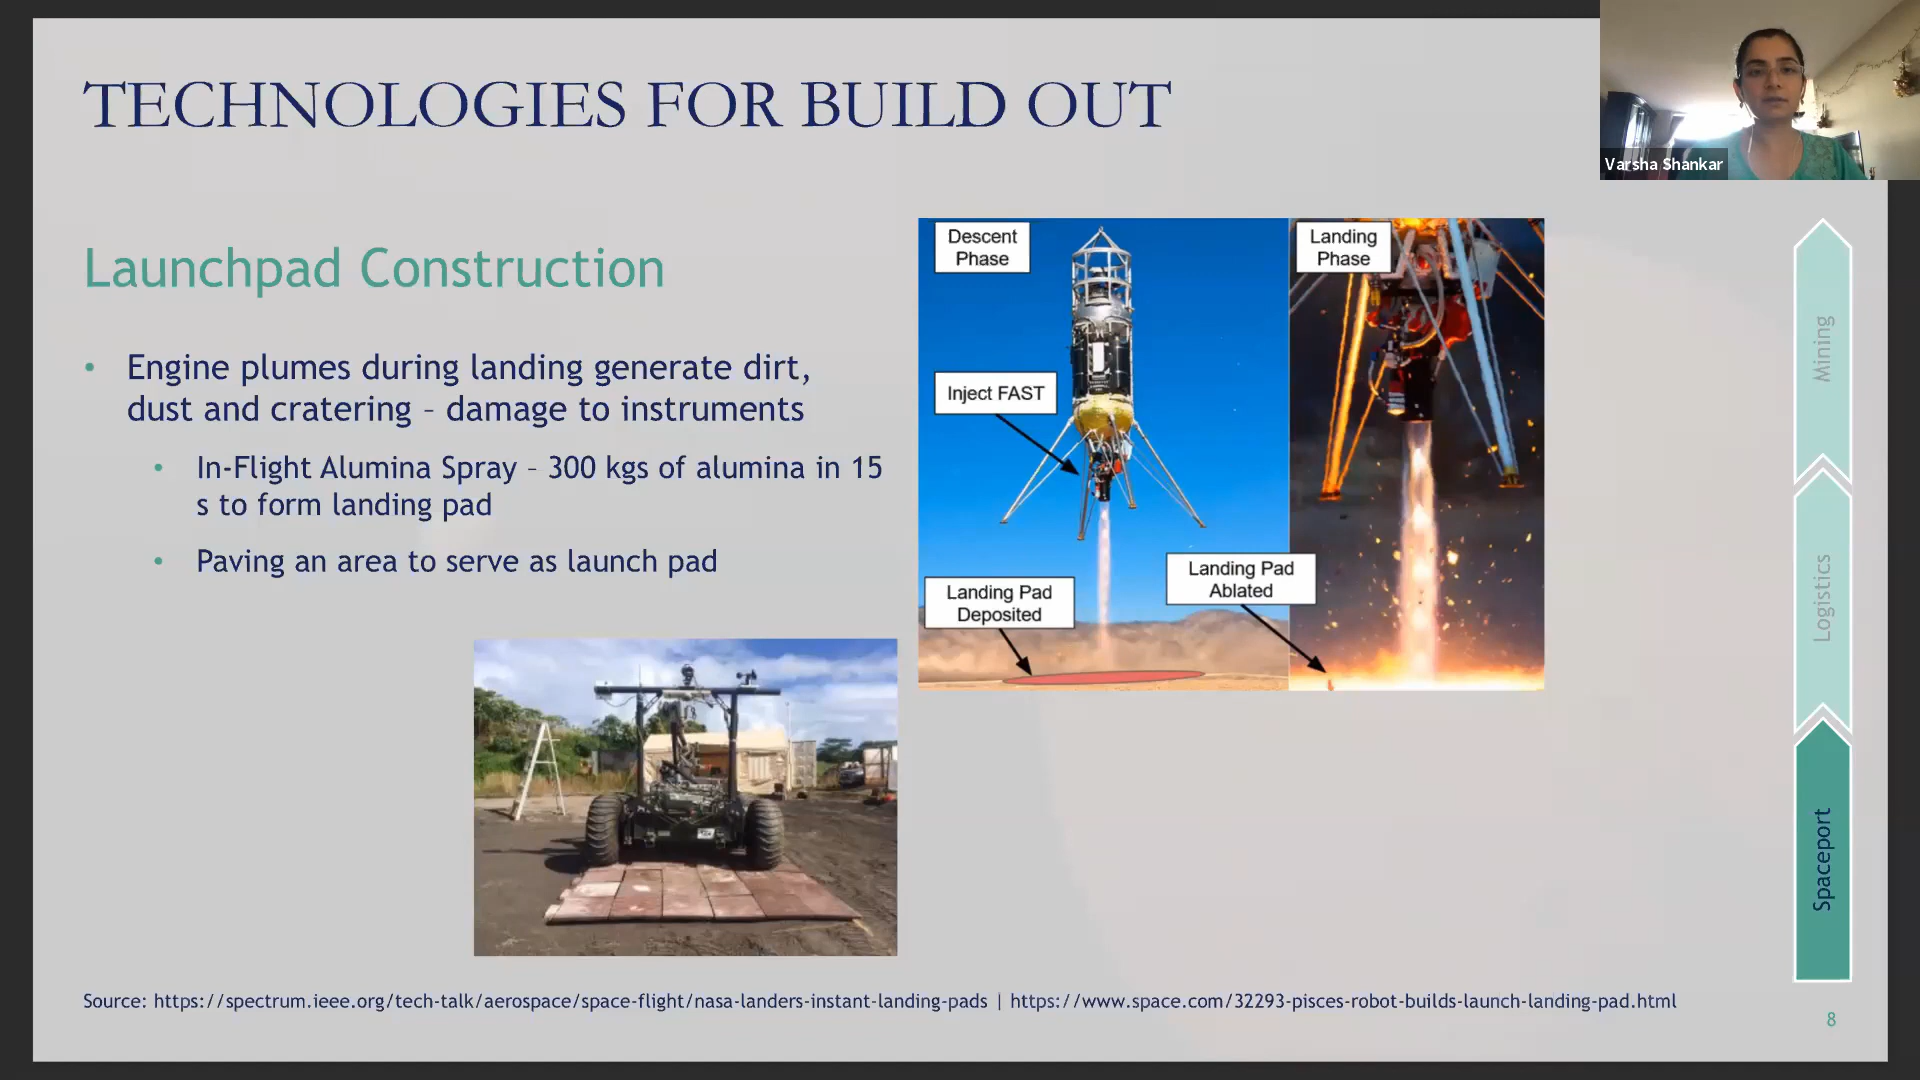 TECHNOLOGIES FOR BUILD OUT
Varsha Shankar
Launchpad Construction
• Engine plumes during landing generate dirt,
dust and cratering – damage to instruments
• In-Flight Alumina Spray – 300 kgs of alumina in 15
s to form landing pad
• Paving an area to serve as launch pad
Descent
Phase
Landing
Phase
Inject FAST
Landing Pad
Deposited
Landing Pad
Ablated
Mining
Logistics
Spaceport
Source: https://spectrum.ieee.org/tech-talk/aerospace/space-flight/nasa-landers-instant-landing-pads | https://www.space.com/32293-pisces-robot-builds-launch-landing-pad.html
8